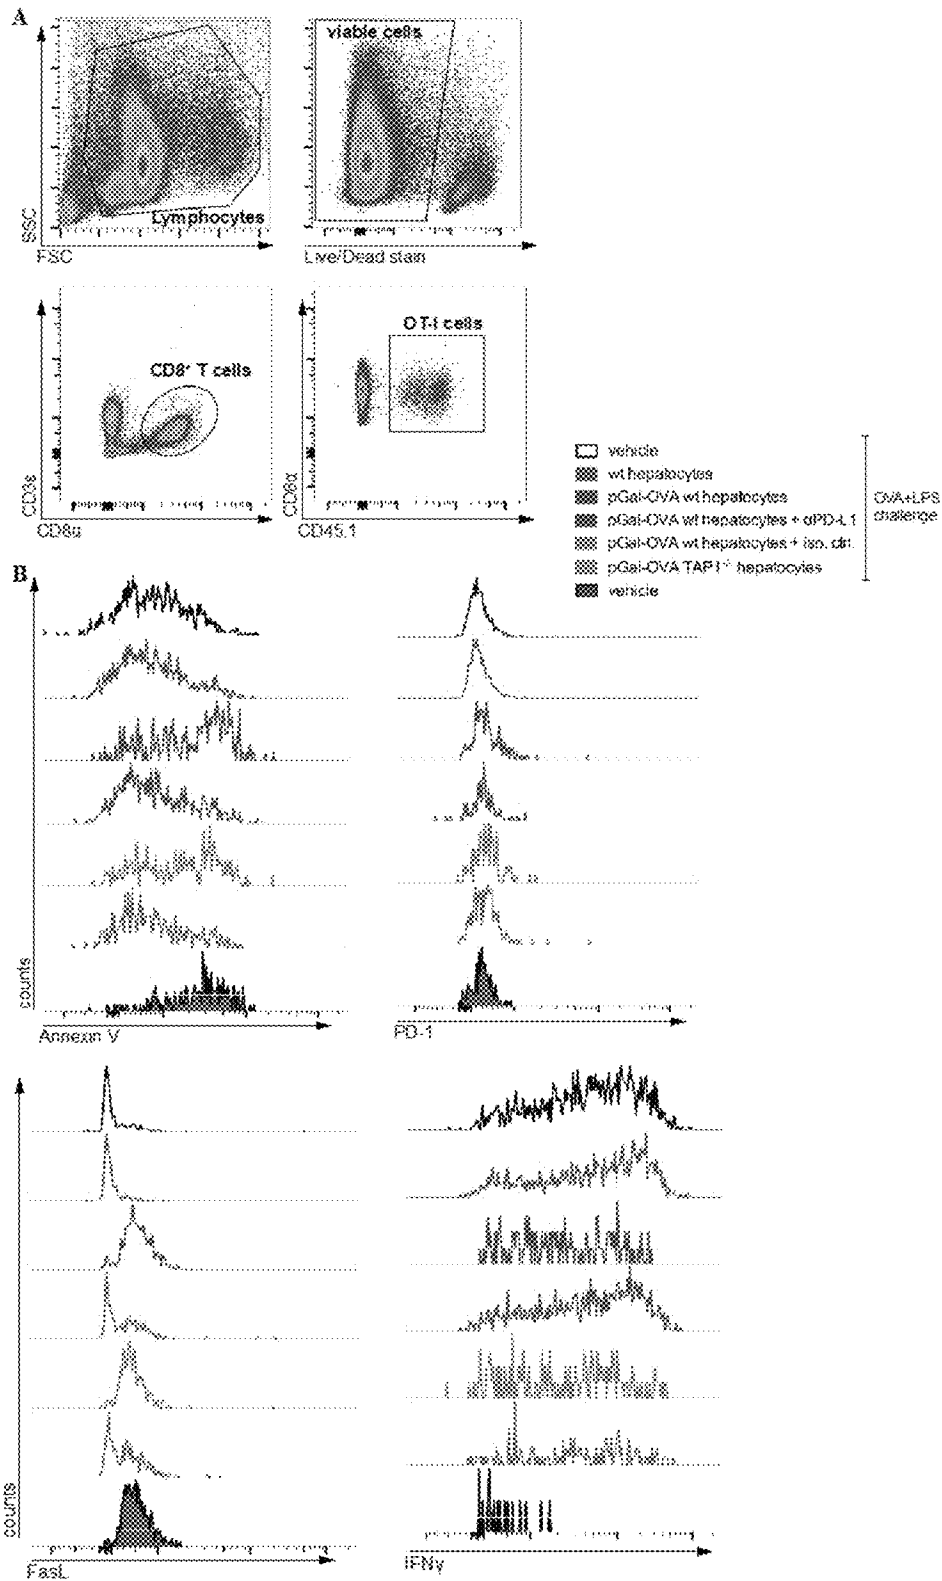 A
SSC
FSC
Lymphocytes
viable cells
Live/Dead stain
CD3ε
CD8α
CD8⁺ T cells
CD8α
CD45.1
OT-I cells
vehicle
wt hepatocytes
pGal-OVA wt hepatocytes
pGal-OVA wt hepatocytes + αPD-L1
pGal-OVA wt hepatocytes + iso. ctrl.
pGal-OVA TAP1⁻/⁻ hepatocytes
vehicle
OVA+LPS
challenge
B
counts
Annexin V
PD-1
counts
FasL
IFNγ